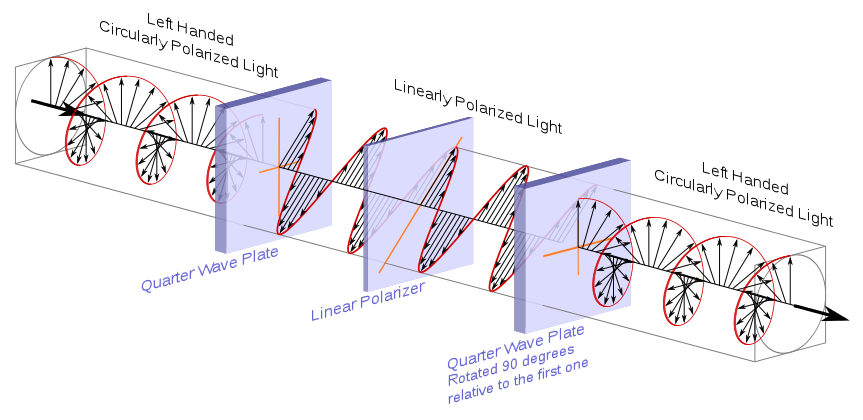 Left Handed
Circularly Polarized Light
Linearly Polarized Light
Left Handed
Circularly Polarized Light
Quarter Wave Plate
Linear Polarizer
Quarter Wave Plate
Rotated 90 degrees
relative to the first one